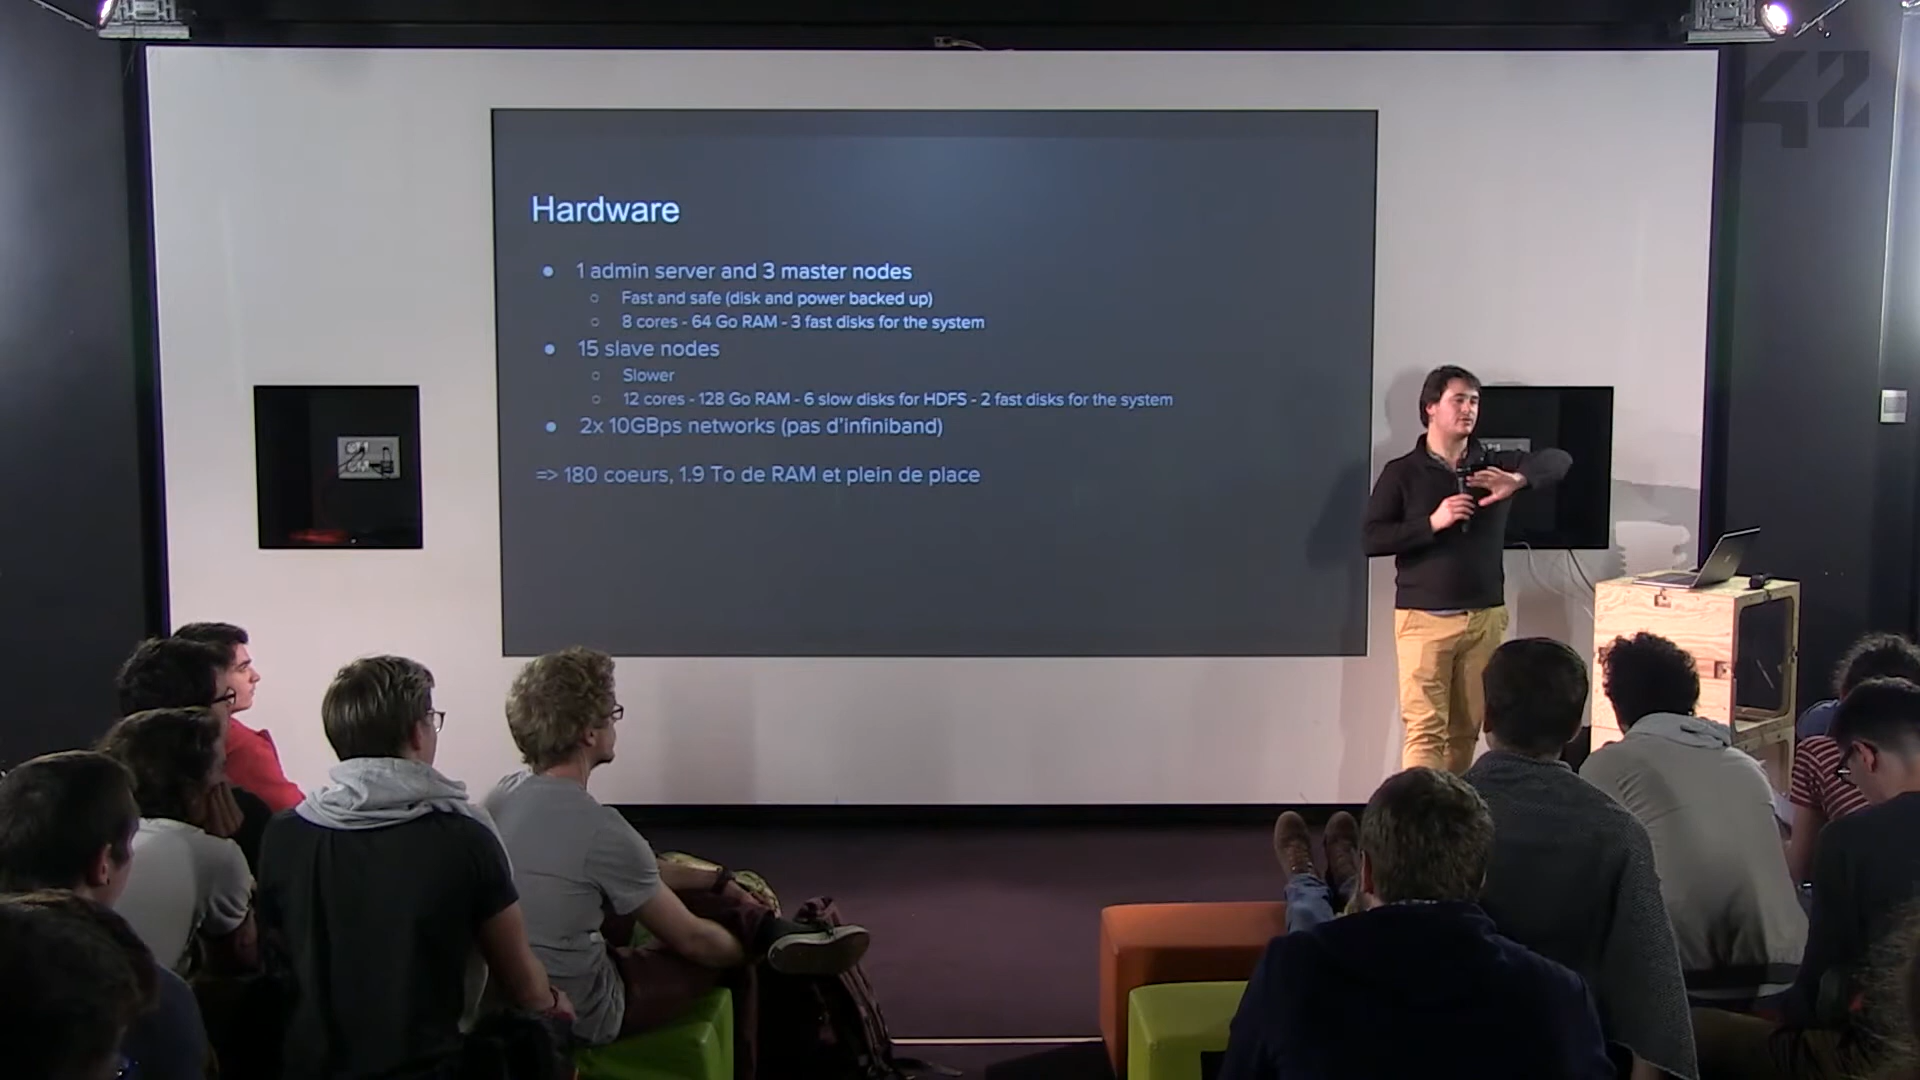 42
Hardware
● 1 admin server and 3 master nodes
○ Fast and safe (disk and power backed up)
○ 8 cores - 64 Go RAM - 3 fast disks for the system
● 15 slave nodes
○ Slower
○ 12 cores - 128 Go RAM - 6 slow disks for HDFS - 2 fast disks for the system
● 2x 10GBps networks (pas d'infiniband)
=> 180 coeurs, 1.9 To de RAM et plein de place